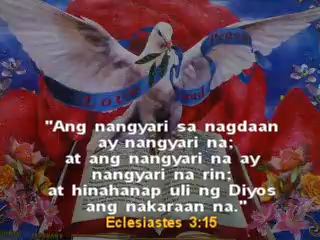 Love
"Ang nangyari sa nagdaan
ay nangyari na;
at ang nangyari na ay
nangyari na rin;
at hinahanap uli ng Diyos
ang nakaraan na."
Eclesiastes 3:15